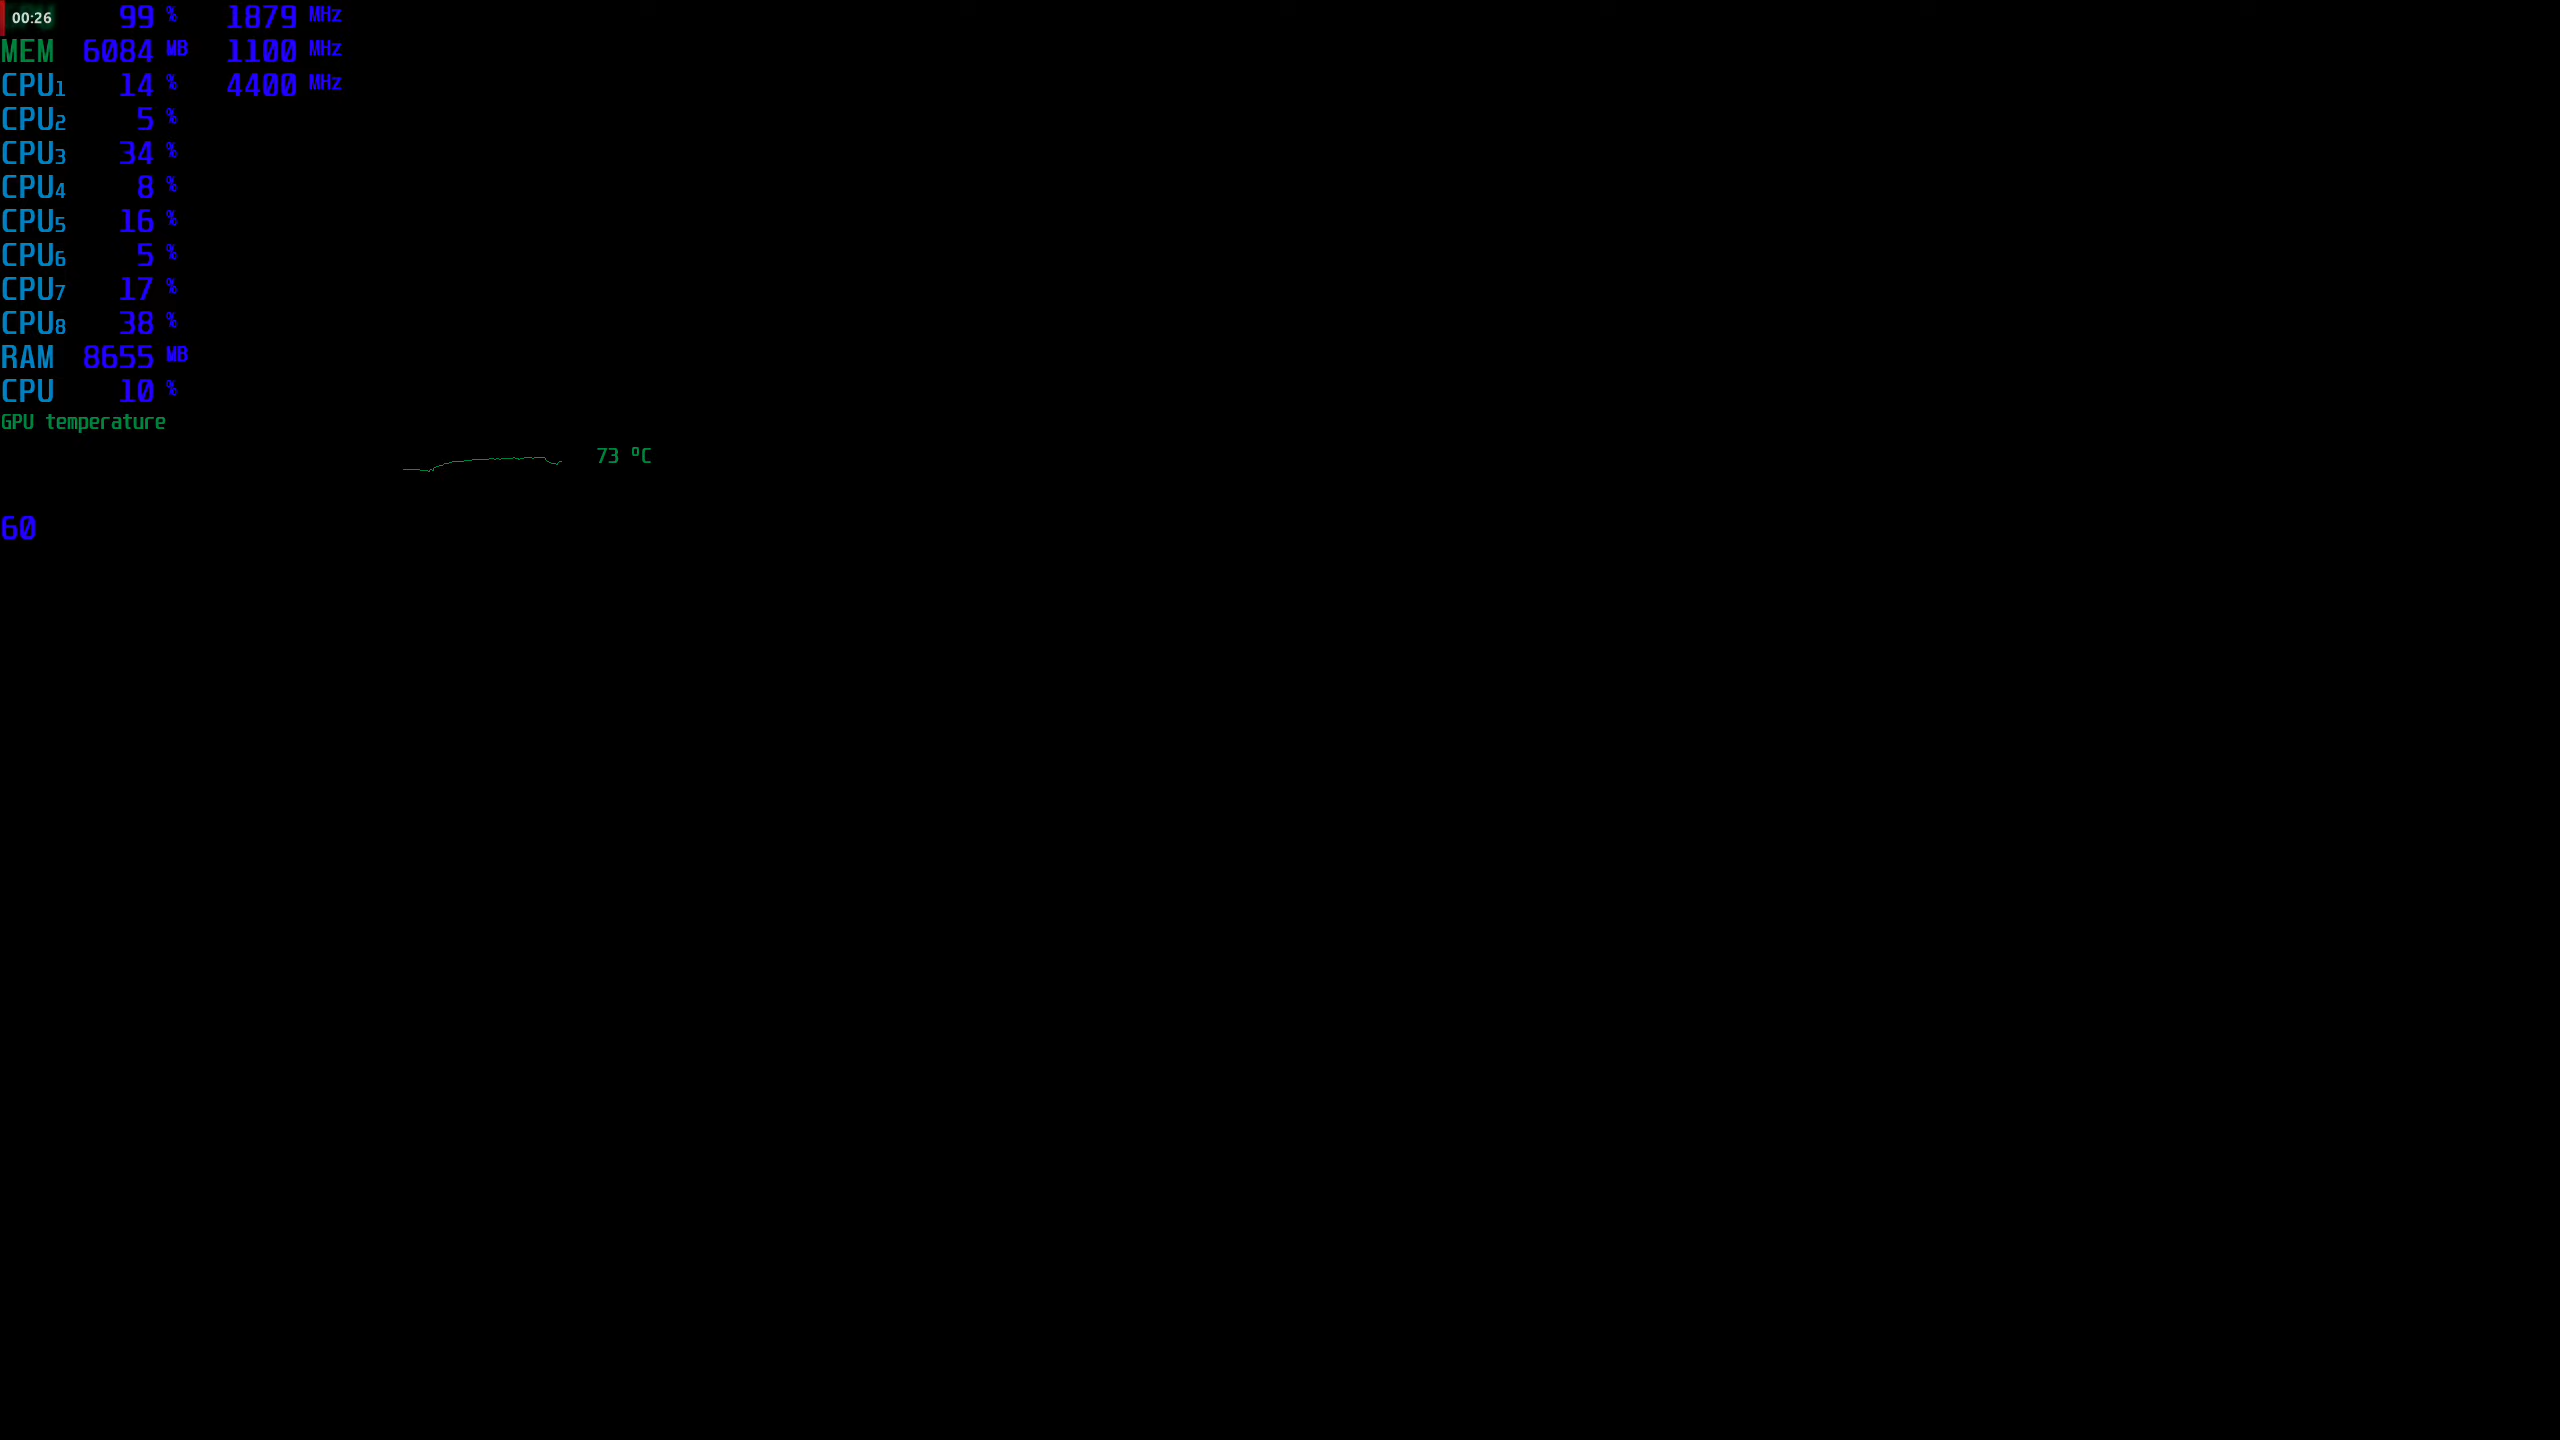 00:26 99 % 1879 MHz
MEM 6084 MB 1100 MHz
CPU1 14 % 4400 MHz
CPU2 5 %
CPU3 34 %
CPU4 8 %
CPU5 16 %
CPU6 5 %
CPU7 17 %
CPU8 38 %
RAM 8655 MB
CPU 10 %
GPU temperature
73 °C
60